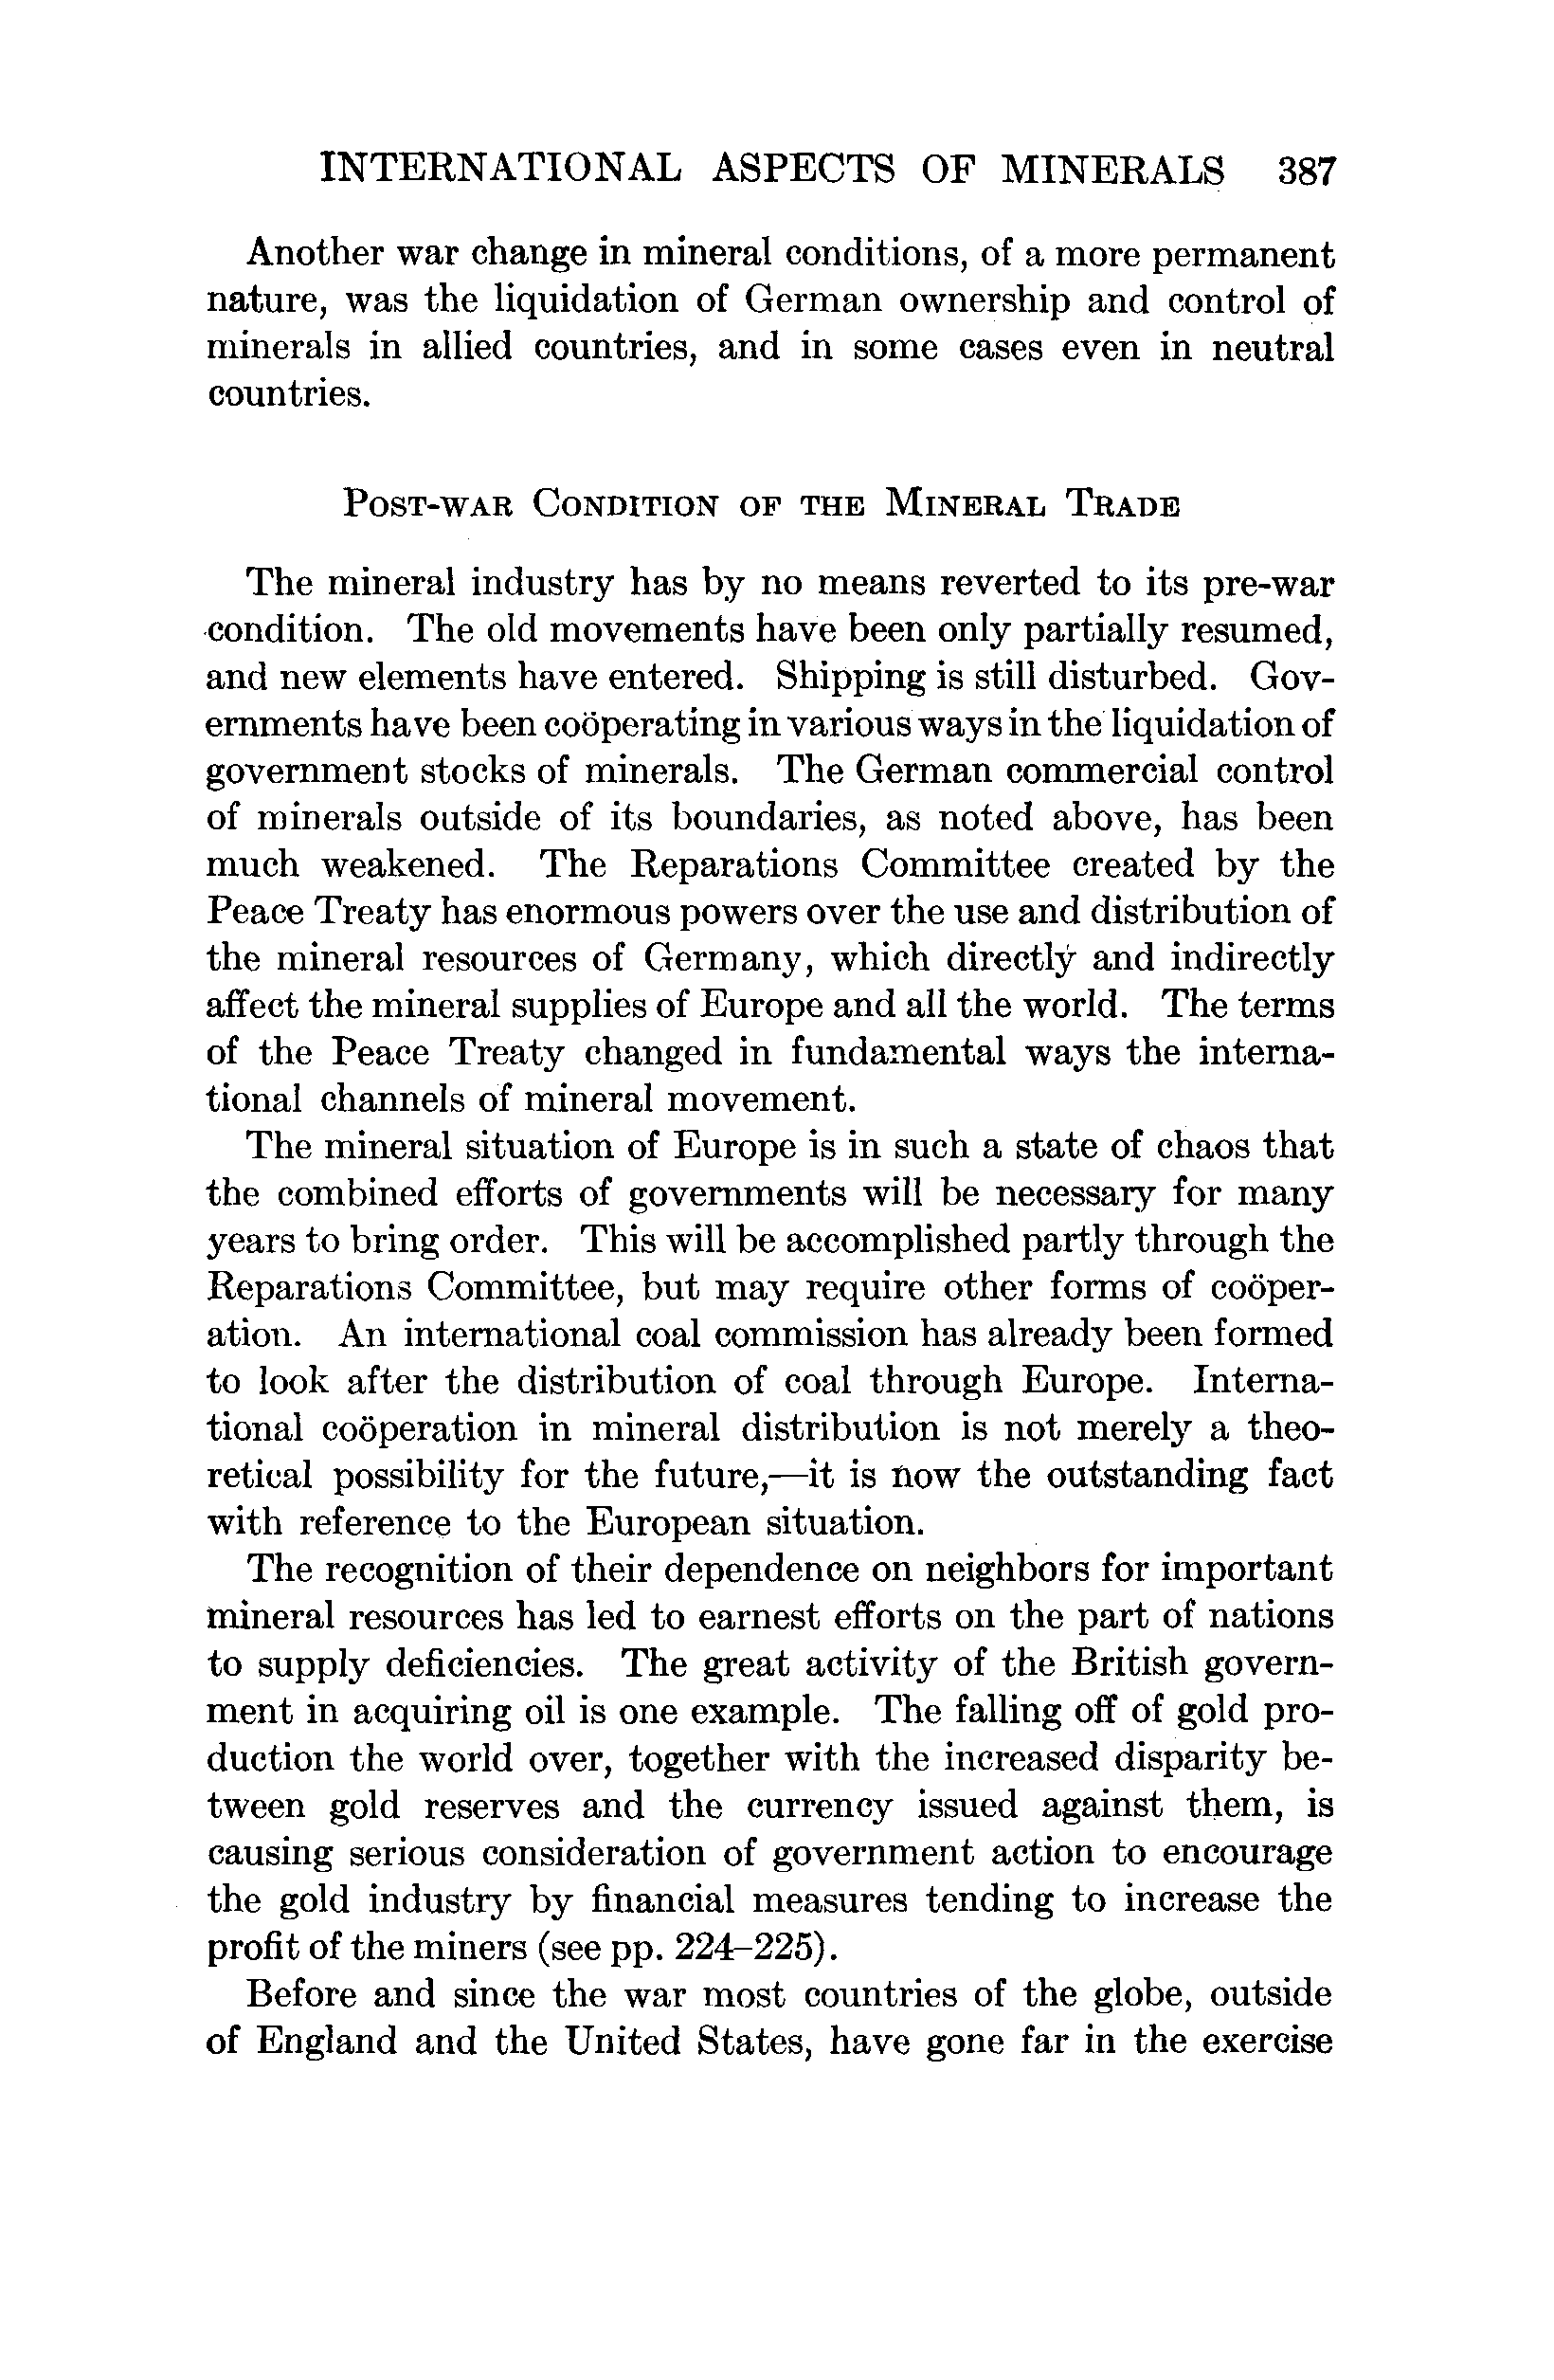 INTERNATIONAL ASPECTS OF MINERALS 387
Another war change in mineral conditions, of a more permanent
nature, was the liquidation of German ownership and control of
minerals in allied countries, and in some cases even in neutral
countries.
Post-war Condition of the Mineral Trade
The mineral industry has by no means reverted to its pre-war
condition. The old movements have been only partially resumed,
and new elements have entered. Shipping is still disturbed. Gov-
ernments have been coöperating in various ways in the liquidation of
government stocks of minerals. The German commercial control
of minerals outside of its boundaries, as noted above, has been
much weakened. The Reparations Committee created by the
Peace Treaty has enormous powers over the use and distribution of
the mineral resources of Germany, which directly and indirectly
affect the mineral supplies of Europe and all the world. The terms
of the Peace Treaty changed in fundamental ways the interna-
tional channels of mineral movement.
The mineral situation of Europe is in such a state of chaos that
the combined efforts of governments will be necessary for many
years to bring order. This will be accomplished partly through the
Reparations Committee, but may require other forms of coöper-
ation. An international coal commission has already been formed
to look after the distribution of coal through Europe. Interna-
tional coöperation in mineral distribution is not merely a theo-
retical possibility for the future,—it is now the outstanding fact
with reference to the European situation.
The recognition of their dependence on neighbors for important
mineral resources has led to earnest efforts on the part of nations
to supply deficiencies. The great activity of the British govern-
ment in acquiring oil is one example. The falling off of gold pro-
duction the world over, together with the increased disparity be-
tween gold reserves and the currency issued against them, is
causing serious consideration of government action to encourage
the gold industry by financial measures tending to increase the
profit of the miners (see pp. 224–225).
Before and since the war most countries of the globe, outside
of England and the United States, have gone far in the exercise